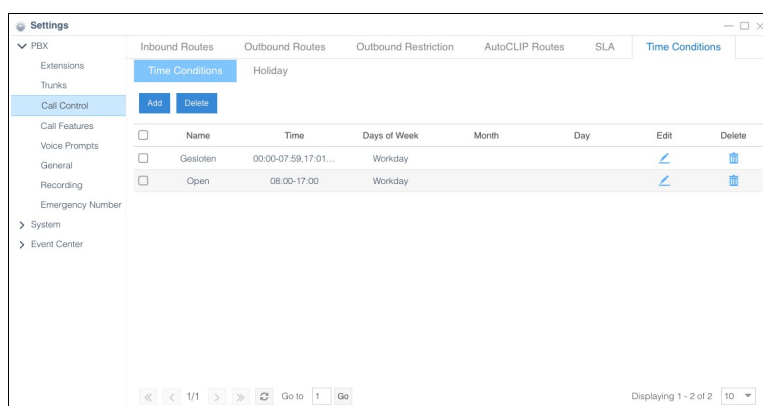 Settings
PBX
Extensions
Trunks
Call Control
Call Features
Voice Prompts
General
Recording
Emergency Number
System
Event Center
Inbound Routes Outbound Routes Outbound Restriction AutoCLIP Routes SLA Time Conditions
Time Conditions Holiday
Add Delete
Name Time Days of Week Month Day Edit Delete
Gesloten 00:00-07:59,17:01... Workday
Open 08:00-17:00 Workday
1/1 Go to 1 Go Displaying 1 - 2 of 2 10